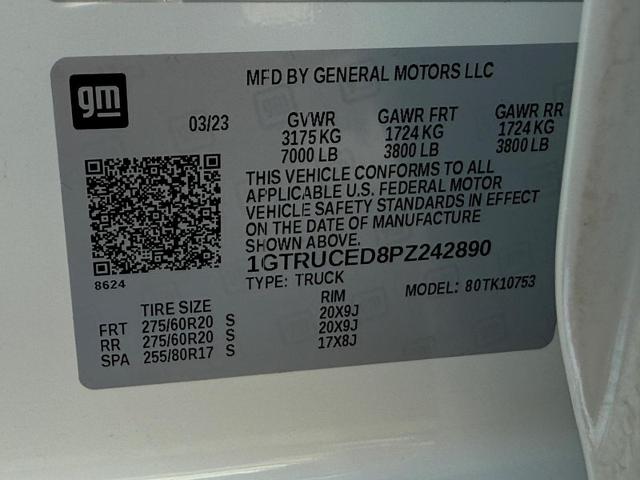 gm
MFD BY GENERAL MOTORS LLC
03/23 GVWR GAWR FRT GAWR RR
3175 KG 1724 KG 1724 KG
7000 LB 3800 LB 3800 LB
THIS VEHICLE CONFORMS TO ALL
APPLICABLE U.S. FEDERAL MOTOR
VEHICLE SAFETY STANDARDS IN EFFECT
ON THE DATE OF MANUFACTURE
SHOWN ABOVE.
1GTRUCED8PZ242890
8624
TYPE: TRUCK MODEL: 80TK10753
TIRE SIZE RIM
FRT 275/60R20 S 20X9J
RR 275/60R20 S 20X9J
SPA 255/80R17 S 17X8J